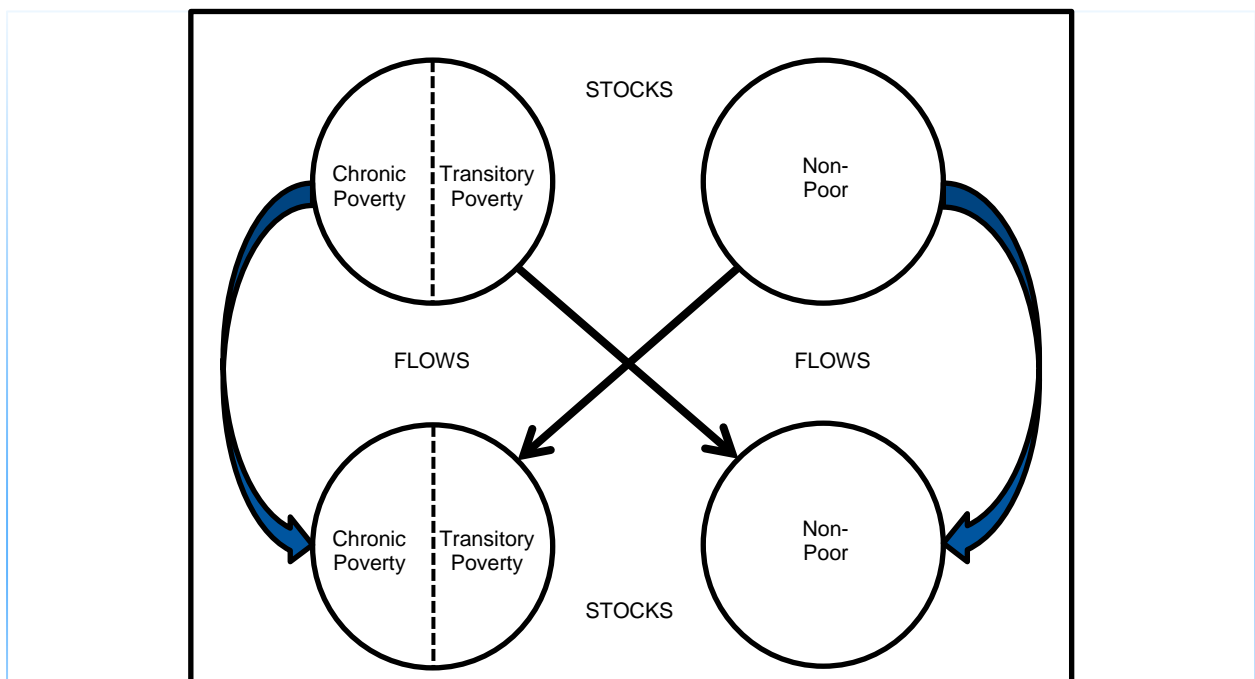 STOCKS
Chronic
Poverty
Transitory
Poverty
Non-
Poor
FLOWS
FLOWS
Chronic
Poverty
Transitory
Poverty
Non-
Poor
STOCKS